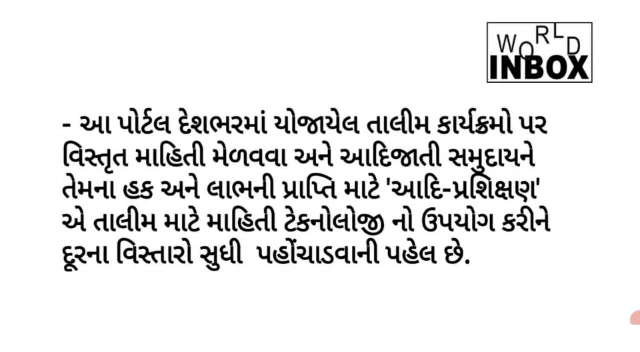 WORLD
INBOX
- આ પોર્ટલ દેશભરમાં યોજાયેલ તાલીમ કાર્યક્રમો પર
વિસ્તૃત માહિતી મેળવવા અને આદિજાતી સમુદાયને
તેમના હક અને લાભની પ્રાપ્તિ માટે 'આદિ-પ્રશિક્ષણ'
એ તાલીમ માટે માહિતી ટેકનોલોજી નો ઉપયોગ કરીને
દૂરના વિસ્તારો સુધી પહોંચાડવાની પહેલ છે.